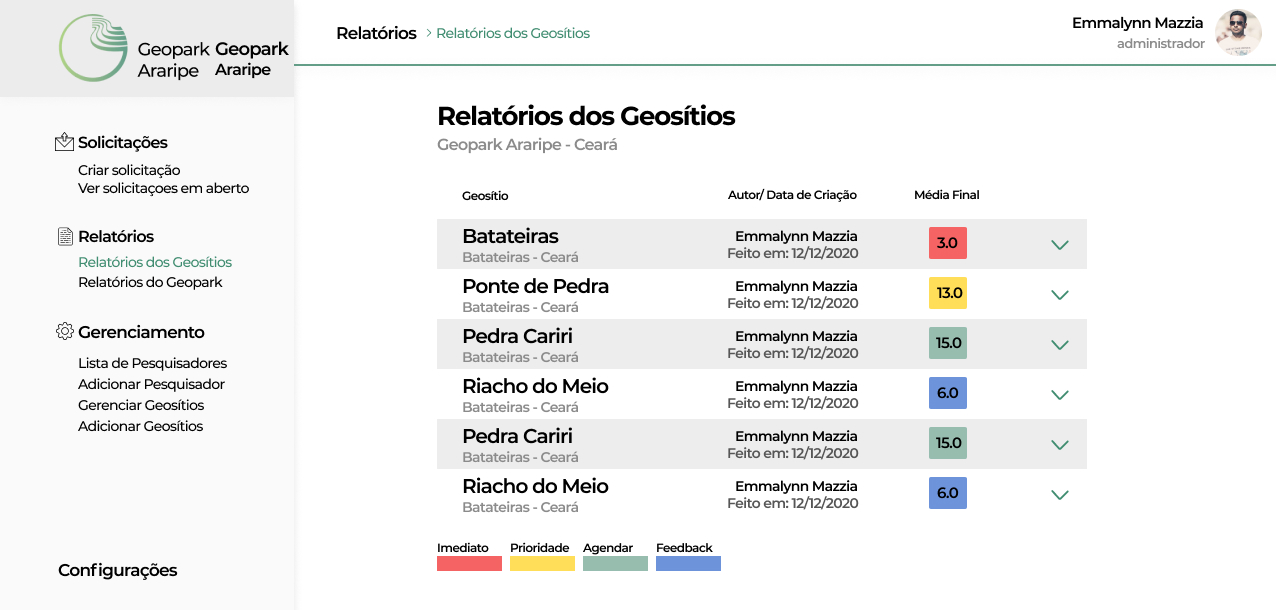 Geopark
Araripe
Geopark
Araripe
Solicitações
Criar solicitação
Ver solicitaçoes em aberto
Relatórios
Relatórios dos Geosítios
Relatórios do Geopark
Gerenciamento
Lista de Pesquisadores
Adicionar Pesquisador
Gerenciar Geosítios
Adicionar Geosítios
Configurações
Relatórios > Relatórios dos Geosítios
Emmalynn Mazzia
administrador
Relatórios dos Geosítios
Geopark Araripe - Ceará
Geosítio Autor/ Data de Criação Média Final
Batateiras Emmalynn Mazzia 3.0
Batateiras - Ceará Feito em: 12/12/2020
Ponte de Pedra Emmalynn Mazzia 13.0
Batateiras - Ceará Feito em: 12/12/2020
Pedra Cariri Emmalynn Mazzia 15.0
Batateiras - Ceará Feito em: 12/12/2020
Riacho do Meio Emmalynn Mazzia 6.0
Batateiras - Ceará Feito em: 12/12/2020
Pedra Cariri Emmalynn Mazzia 15.0
Batateiras - Ceará Feito em: 12/12/2020
Riacho do Meio Emmalynn Mazzia 6.0
Batateiras - Ceará Feito em: 12/12/2020
Imediato Prioridade Agendar Feedback